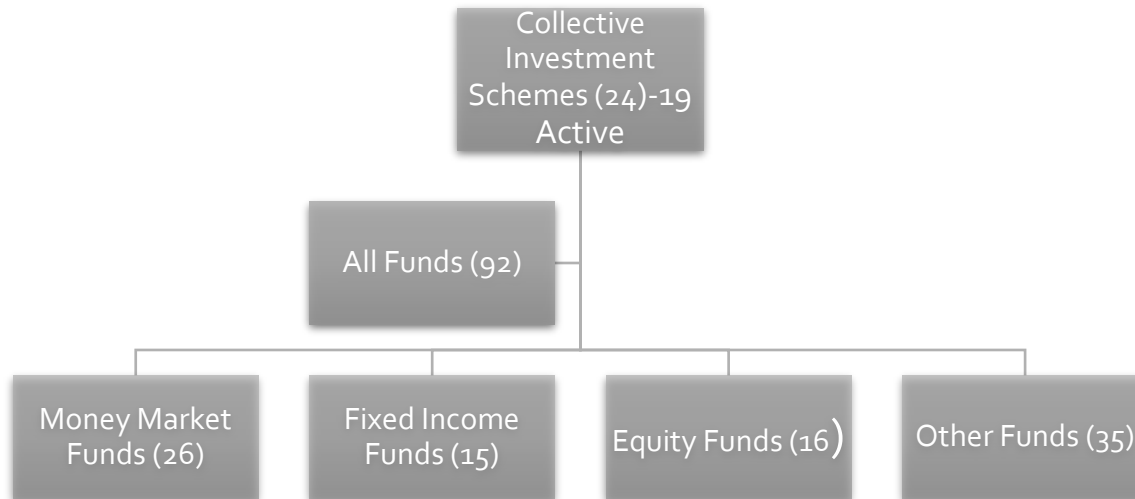 Collective
Investment
Schemes (24)-19
Active
All Funds (92)
Money Market
Funds (26)
Fixed Income
Funds (15)
Equity Funds (16)
Other Funds (35)